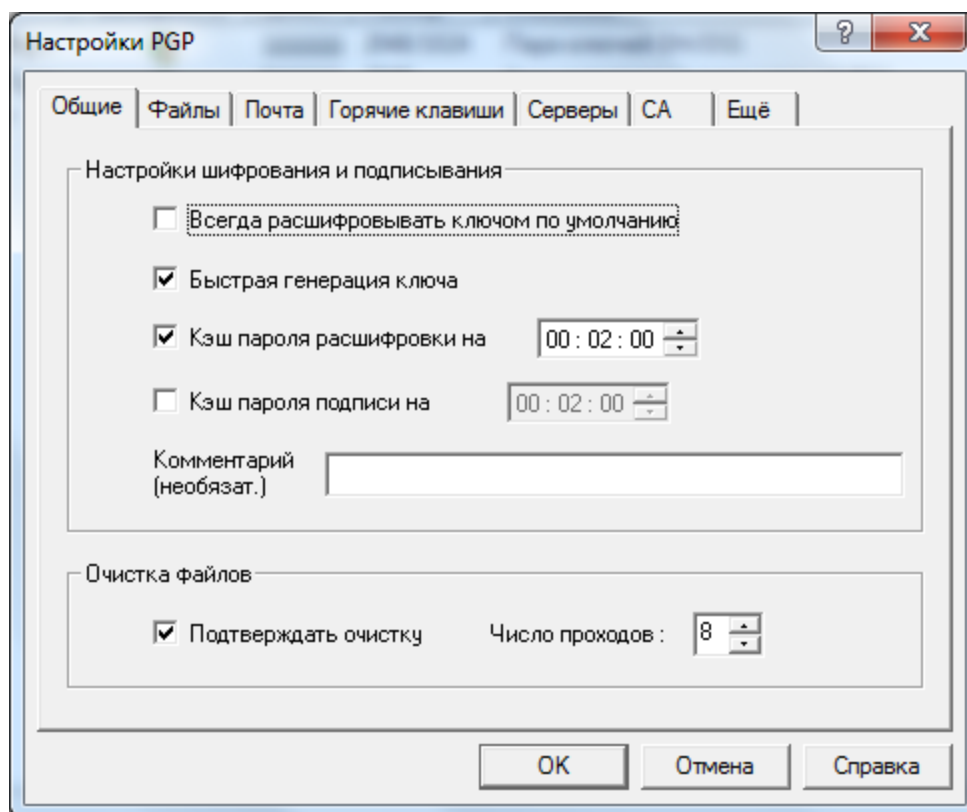 Настройки PGP
?
Общие Файлы Почта Горячие клавиши Серверы CA Ещё
Настройки шифрования и подписывания
Всегда расшифровывать ключом по умолчанию
Быстрая генерация ключа
Кэш пароля расшифровки на 00 : 02 : 00
Кэш пароля подписи на 00 : 02 : 00
Комментарий
(необязат.)
Очистка файлов
Подтверждать очистку Число проходов : 8
OK Отмена Справка